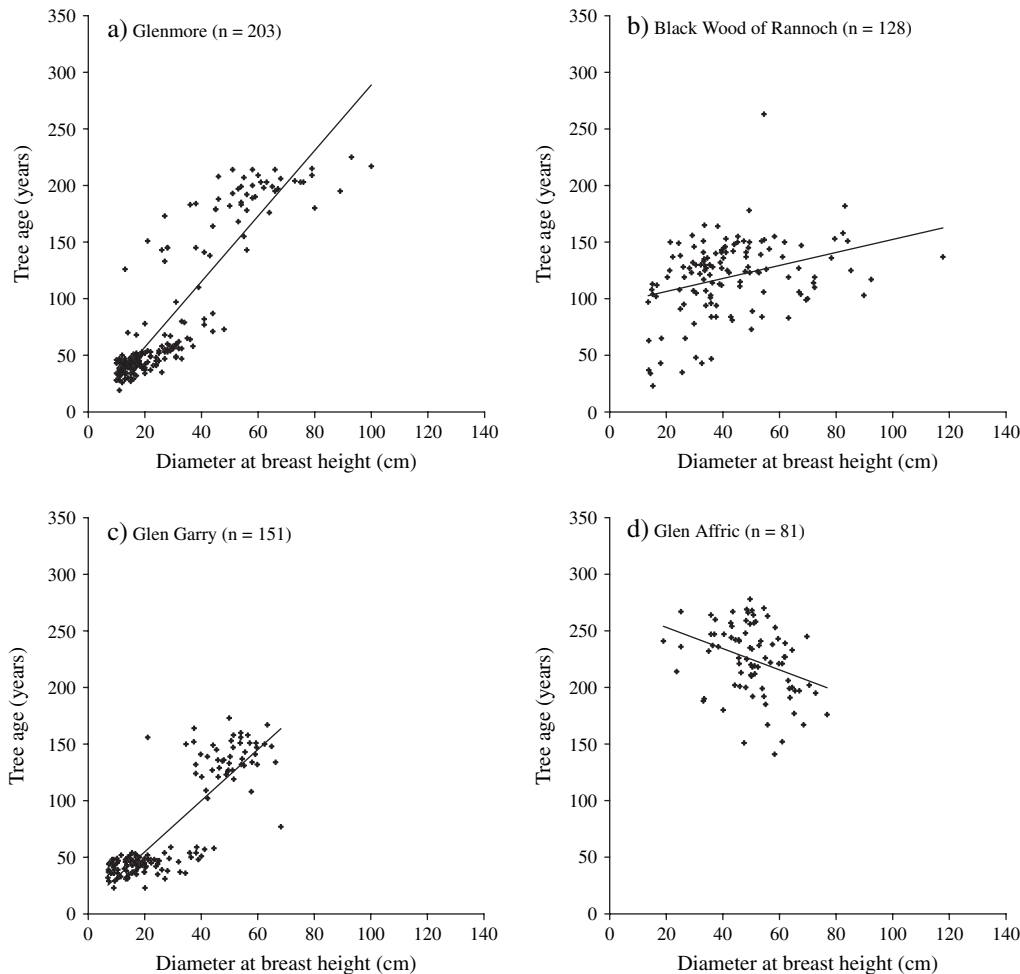 a) Glenmore (n = 203)
350
300
250
200
150
100
50
0
Tree age (years)
0 20 40 60 80 100 120 140
Diameter at breast height (cm)
b) Black Wood of Rannoch (n = 128)
350
300
250
200
150
100
50
0
Tree age (years)
0 20 40 60 80 100 120 140
Diameter at breast height (cm)
c) Glen Garry (n = 151)
350
300
250
200
150
100
50
0
Tree age (years)
0 20 40 60 80 100 120 140
Diameter at breast height (cm)
d) Glen Affric (n = 81)
350
300
250
200
150
100
50
0
Tree age (years)
0 20 40 60 80 100 120 140
Diameter at breast height (cm)